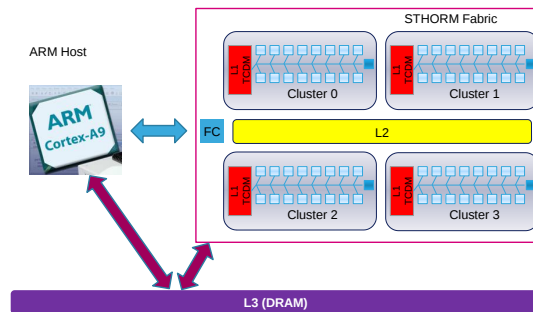 STHORM Fabric
ARM Host
L1
TCDM
Cluster 0
L1
TCDM
Cluster 1
ARM
Cortex-A9
FC
L2
L1
TCDM
Cluster 2
L1
TCDM
Cluster 3
L3 (DRAM)